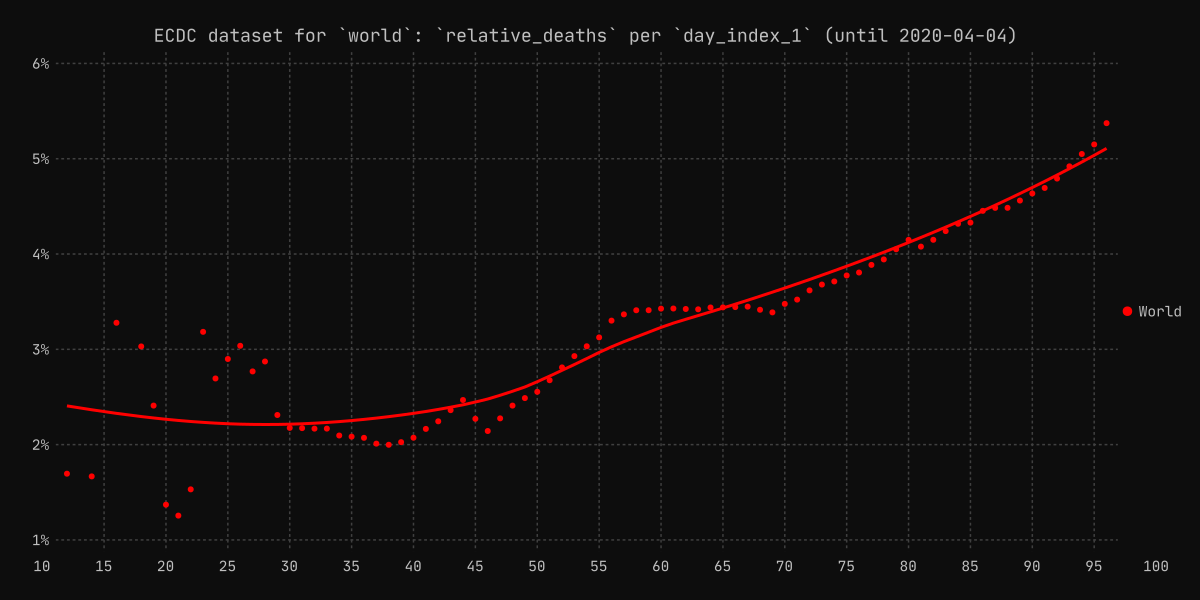 ECDC dataset for `world`: `relative_deaths` per `day_index_1` (until 2020-04-04)
6%
5%
4%
3%
2%
1%
World
10 15 20 25 30 35 40 45 50 55 60 65 70 75 80 85 90 95 100